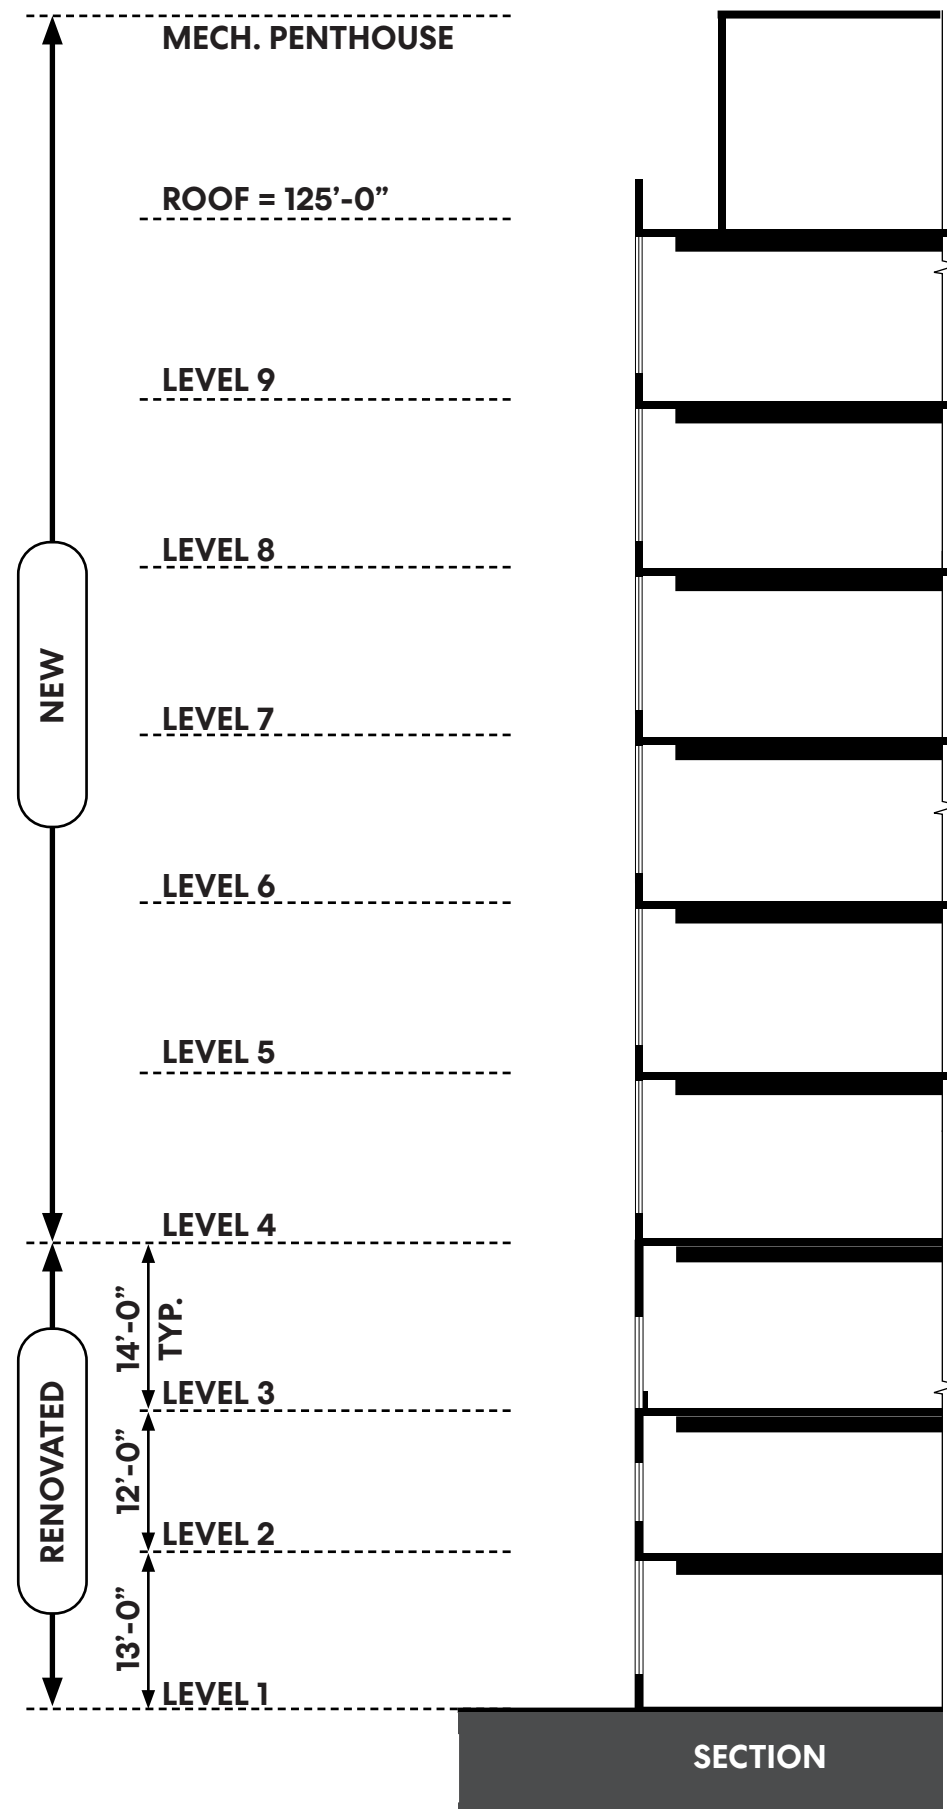 MECH. PENTHOUSE
ROOF = 125’-0”
LEVEL 9
LEVEL 8
NEW
LEVEL 7
LEVEL 6
LEVEL 5
LEVEL 4
14’-0”
TYP.
LEVEL 3
RENOVATED
12’-0”
LEVEL 2
13’-0”
LEVEL 1
SECTION